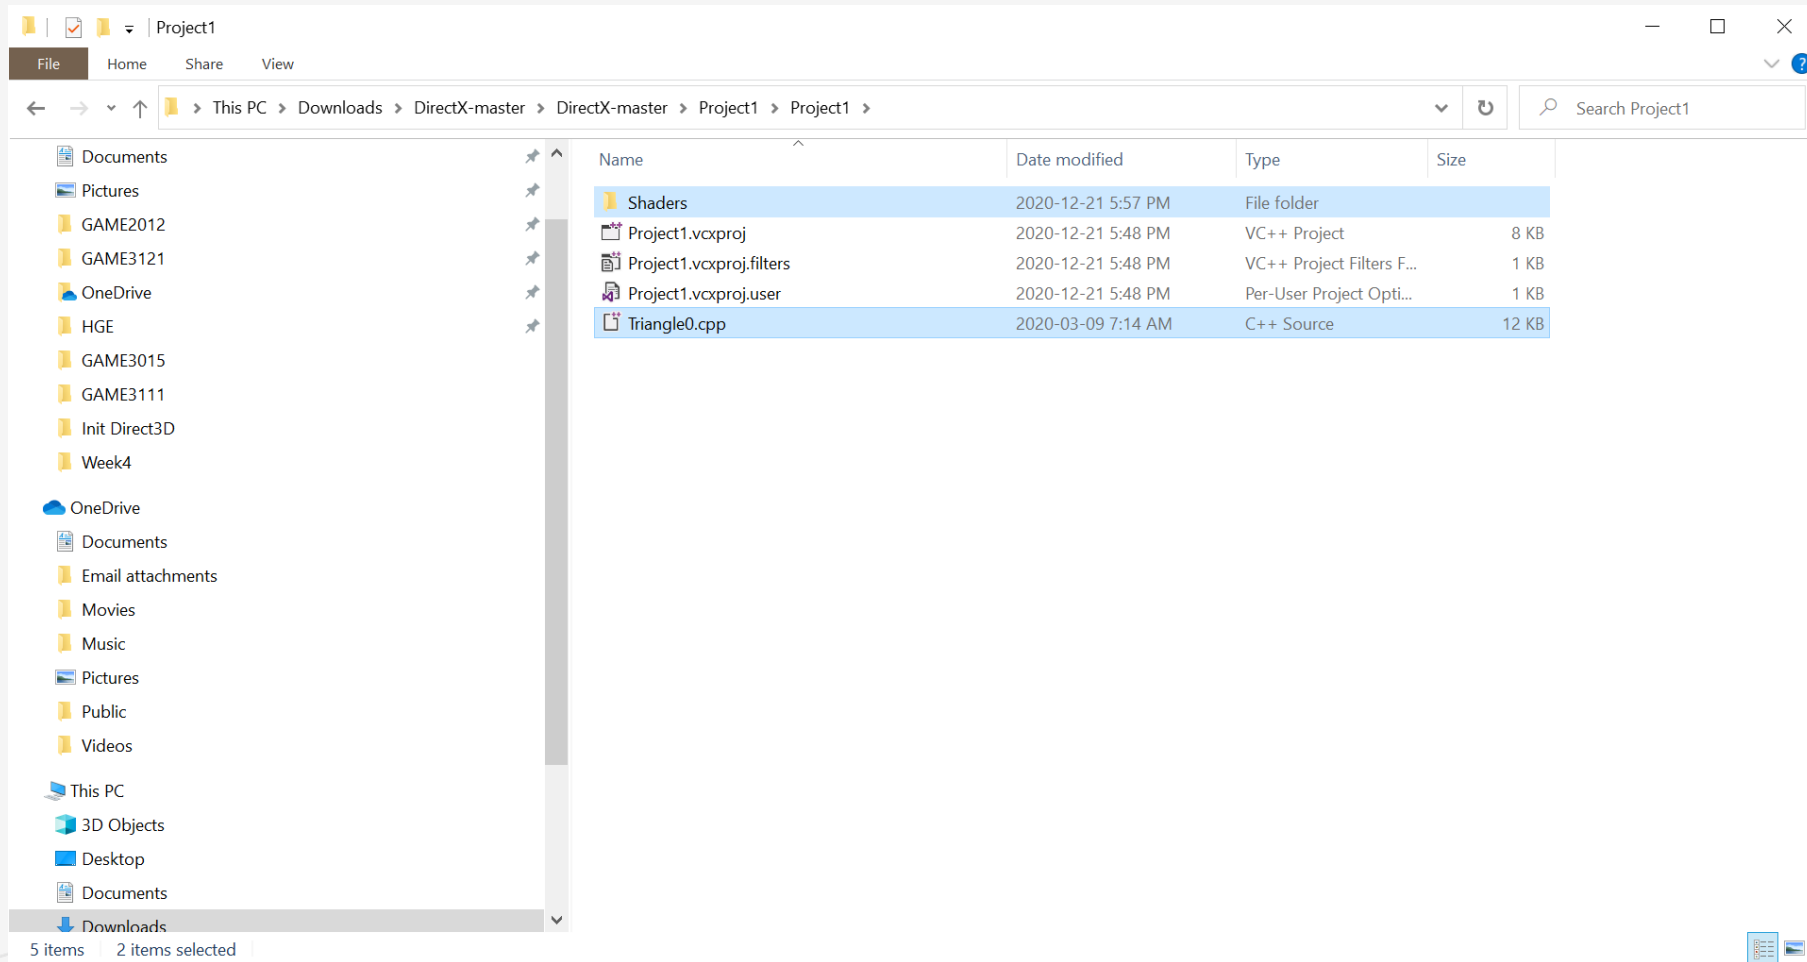 Project1
File Home Share View
?
This PC Downloads DirectX-master DirectX-master Project1 Project1
Search Project1
Documents
Pictures
GAME2012
GAME3121
OneDrive
HGE
GAME3015
GAME3111
Init Direct3D
Week4
OneDrive
Documents
Email attachments
Movies
Music
Pictures
Public
Videos
This PC
3D Objects
Desktop
Documents
Downloads
Name Date modified Type Size
Shaders 2020-12-21 5:57 PM File folder
Project1.vcxproj 2020-12-21 5:48 PM VC++ Project 8 KB
Project1.vcxproj.filters 2020-12-21 5:48 PM VC++ Project Filters F... 1 KB
Project1.vcxproj.user 2020-12-21 5:48 PM Per-User Project Opti... 1 KB
Triangle0.cpp 2020-03-09 7:14 AM C++ Source 12 KB
5 items 2 items selected